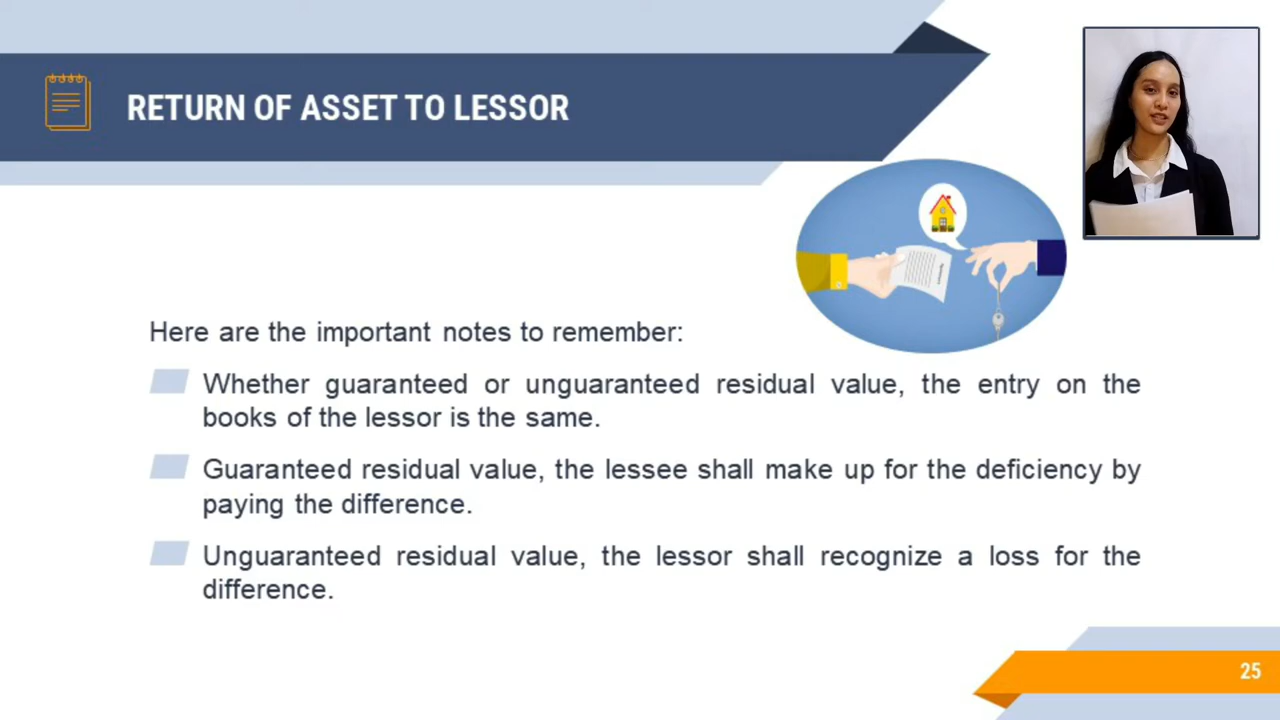 RETURN OF ASSET TO LESSOR
Here are the important notes to remember:
Whether guaranteed or unguaranteed residual value, the entry on the
books of the lessor is the same.
Guaranteed residual value, the lessee shall make up for the deficiency by
paying the difference.
Unguaranteed residual value, the lessor shall recognize a loss for the
difference.
25